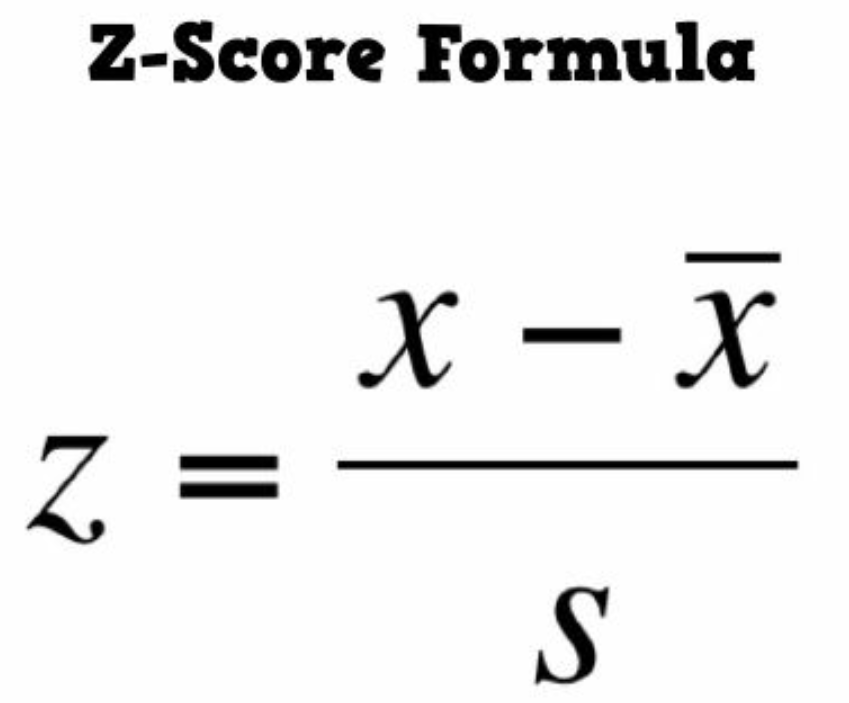 Z-Score Formula
z = (x − x̄) / s